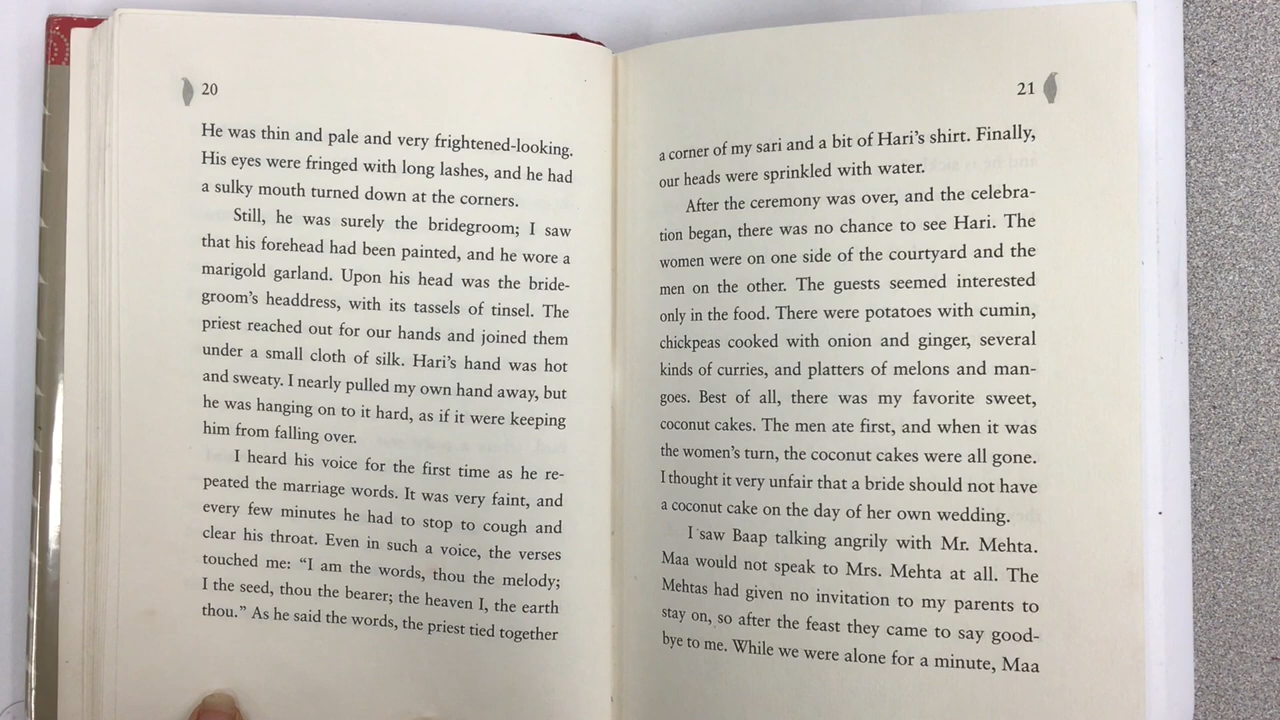 20
He was thin and pale and very frightened-looking.
His eyes were fringed with long lashes, and he had
a sulky mouth turned down at the corners.
Still, he was surely the bridegroom; I saw
that his forehead had been painted, and he wore a
marigold garland. Upon his head was the bride-
groom's headdress, with its tassels of tinsel. The
priest reached out for our hands and joined them
under a small cloth of silk. Hari's hand was hot
and sweaty. I nearly pulled my own hand away, but
he was hanging on to it hard, as if it were keeping
him from falling over.
I heard his voice for the first time as he re-
peated the marriage words. It was very faint, and
every few minutes he had to stop to cough and
clear his throat. Even in such a voice, the verses
touched me: “I am the words, thou the melody;
I the seed, thou the bearer; the heaven I, the earth
thou.” As he said the words, the priest tied together
21
a corner of my sari and a bit of Hari's shirt. Finally,
our heads were sprinkled with water.
After the ceremony was over, and the celebra-
tion began, there was no chance to see Hari. The
women were on one side of the courtyard and the
men on the other. The guests seemed interested
only in the food. There were potatoes with cumin,
chickpeas cooked with onion and ginger, several
kinds of curries, and platters of melons and man-
goes. Best of all, there was my favorite sweet,
coconut cakes. The men ate first, and when it was
the women's turn, the coconut cakes were all gone.
I thought it very unfair that a bride should not have
a coconut cake on the day of her own wedding.
I saw Baap talking angrily with Mr. Mehta.
Maa would not speak to Mrs. Mehta at all. The
Mehtas had given no invitation to my parents to
stay on, so after the feast they came to say good-
bye to me. While we were alone for a minute, Maa